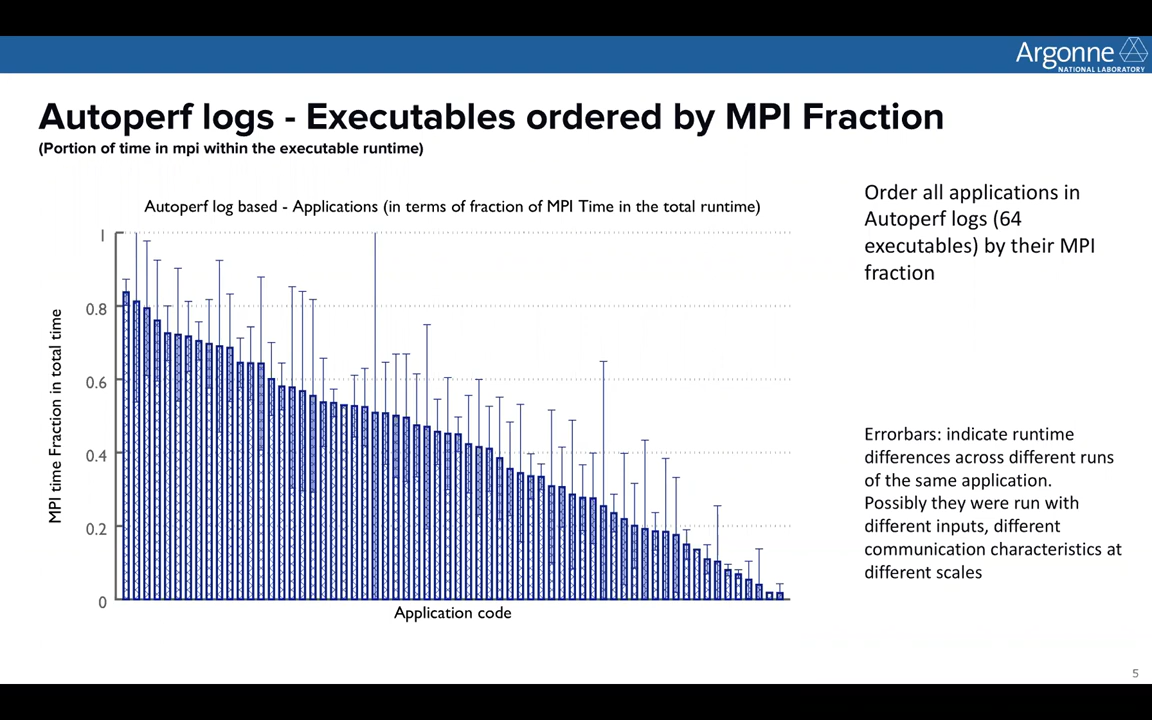 Argonne
NATIONAL LABORATORY
Autoperf logs - Executables ordered by MPI Fraction
(Portion of time in mpi within the executable runtime)
Autoperf log based - Applications (in terms of fraction of MPI Time in the total runtime)
MPI time Fraction in total time
1
0.8
0.6
0.4
0.2
0
Application code
Order all applications in
Autoperf logs (64
executables) by their MPI
fraction
Errorbars: indicate runtime
differences across different runs
of the same application.
Possibly they were run with
different inputs, different
communication characteristics at
different scales
5